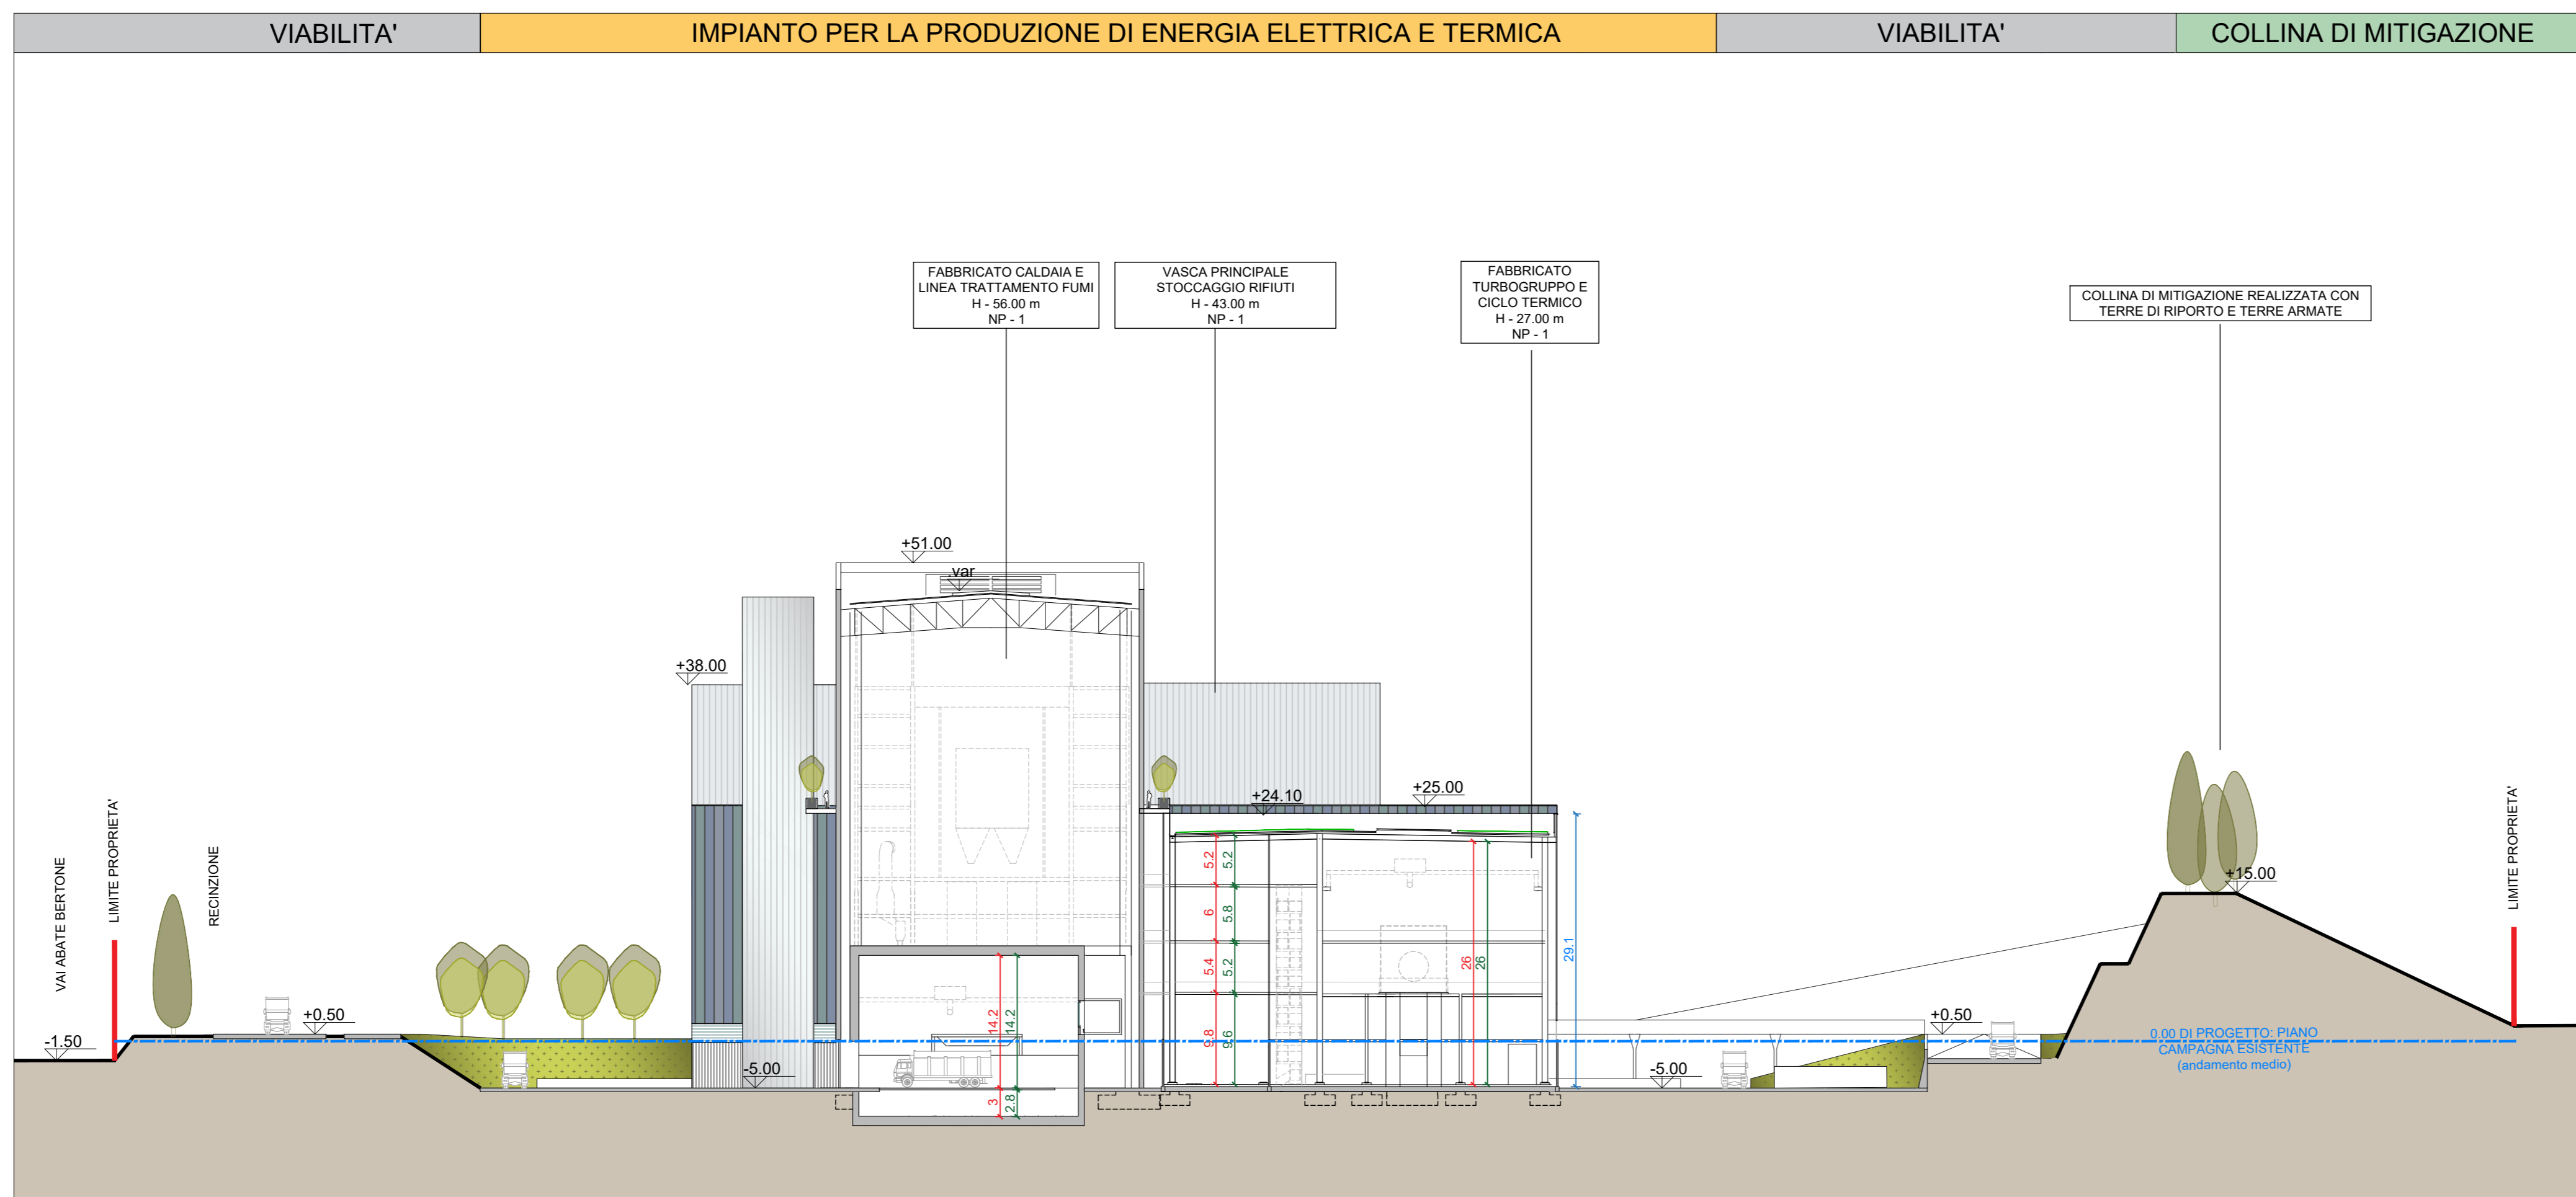 VIABILITA'
IMPIANTO PER LA PRODUZIONE DI ENERGIA ELETTRICA E TERMICA
VIABILITA'
COLLINA DI MITIGAZIONE
FABBRICATO CALDAIA E
LINEA TRATTAMENTO FUMI
H - 56.00 m
NP - 1
VASCA PRINCIPALE
STOCCAGGIO RIFIUTI
H - 43.00 m
NP - 1
FABBRICATO
TURBOGRUPPO E
CICLO TERMICO
H - 27.00 m
NP - 1
COLLINA DI MITIGAZIONE REALIZZATA CON
TERRE DI RIPORTO E TERRE ARMATE
+51.00
.var
+38.00
+24.10
+25.00
+15.00
VAI ABATE BERTONE
LIMITE PROPRIETA'
RECINZIONE
LIMITE PROPRIETA'
5.2
5.2
6
5.8
5.4
5.2
9.8
9.6
26
26
29.1
14.2
14.2
3
2.8
-1.50
+0.50
-5.00
-5.00
+0.50
0.00 DI PROGETTO: PIANO
CAMPAGNA ESISTENTE
(andamento medio)